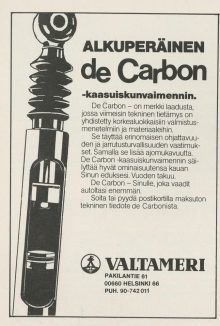 ALKUPERÄINEN
de Carbon
-kaasuiskunvaimennin.
De Carbon – on merkki laadusta,
jossa viimeisin tekninen tietämys on
yhdistetty korkealuokkaisiin valmistus-
menetelmiin ja materiaaleihin.
Se täyttää erinomaisen ohjattavuu-
den ja jarrutusturvallisuuden vaatimuk-
set. Samalla se lisää ajomukavuutta.
De Carbon -kaasuiskunvaimennin säi-
lyttää hyvät ominaisuutensa kauan
Sinun eduksesi. Vuoden takuu.
De Carbon – Sinulle, joka vaadit
autoltasi enemmän.
Soita tai pyydä postikortilla maksuton
tekninen tiedote de Carbonista.
VALTAMERI
PAKILANTIE 61
00660 HELSINKI 66
PUH. 90-742 011